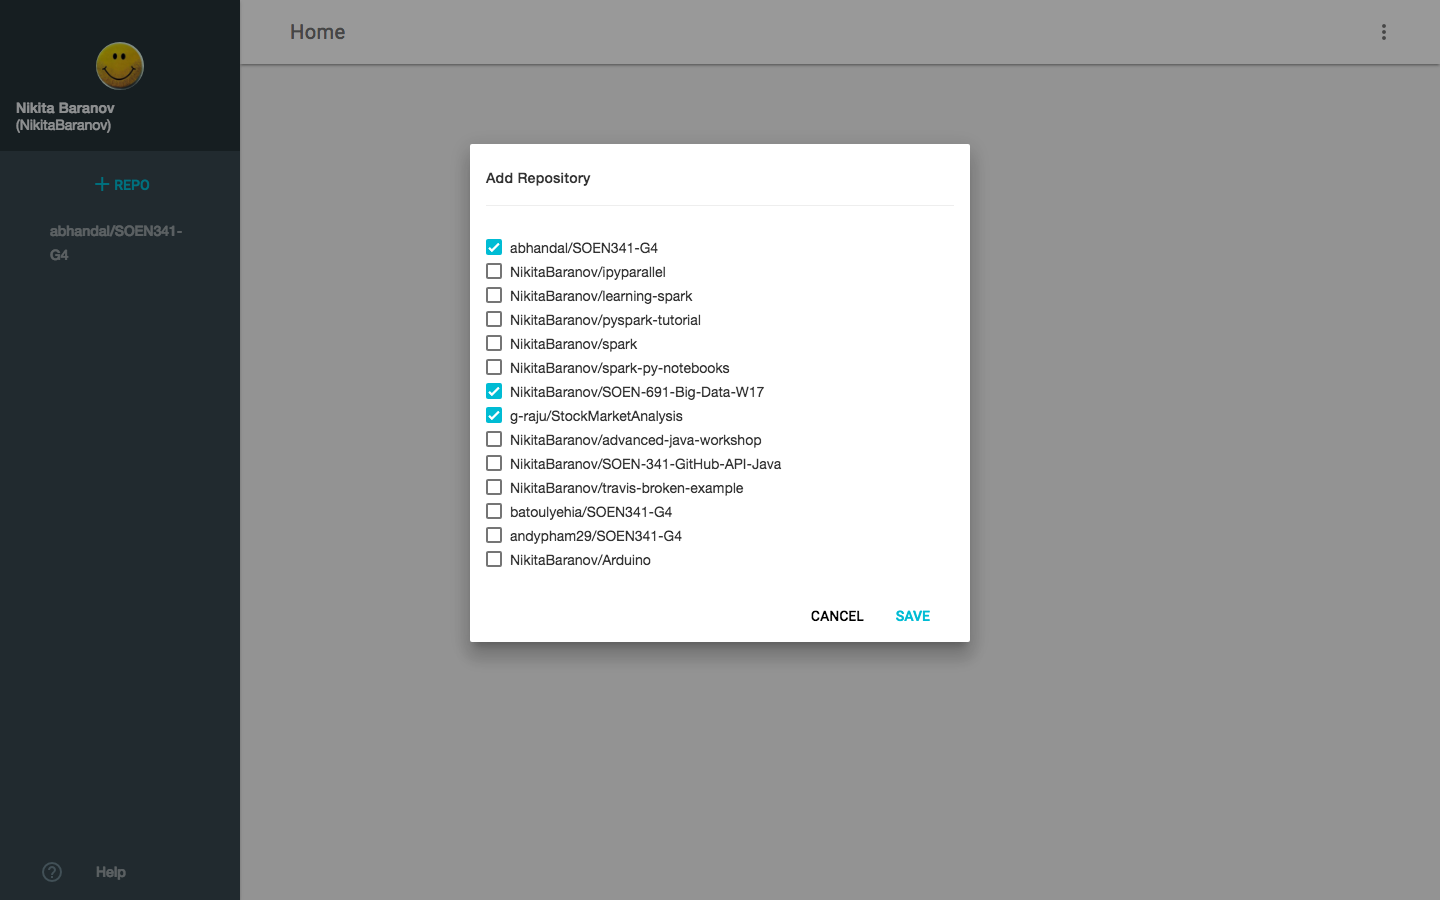 Nikita Baranov
(NikitaBaranov)
REPO
abhandal/SOEN341-
G4
Help
Home
Add Repository
abhandal/SOEN341-G4
NikitaBaranov/ipyparallel
NikitaBaranov/learning-spark
NikitaBaranov/pyspark-tutorial
NikitaBaranov/spark
NikitaBaranov/spark-py-notebooks
NikitaBaranov/SOEN-691-Big-Data-W17
g-raju/StockMarketAnalysis
NikitaBaranov/advanced-java-workshop
NikitaBaranov/SOEN-341-GitHub-API-Java
NikitaBaranov/travis-broken-example
batoulyehia/SOEN341-G4
andypham29/SOEN341-G4
NikitaBaranov/Arduino
CANCEL SAVE